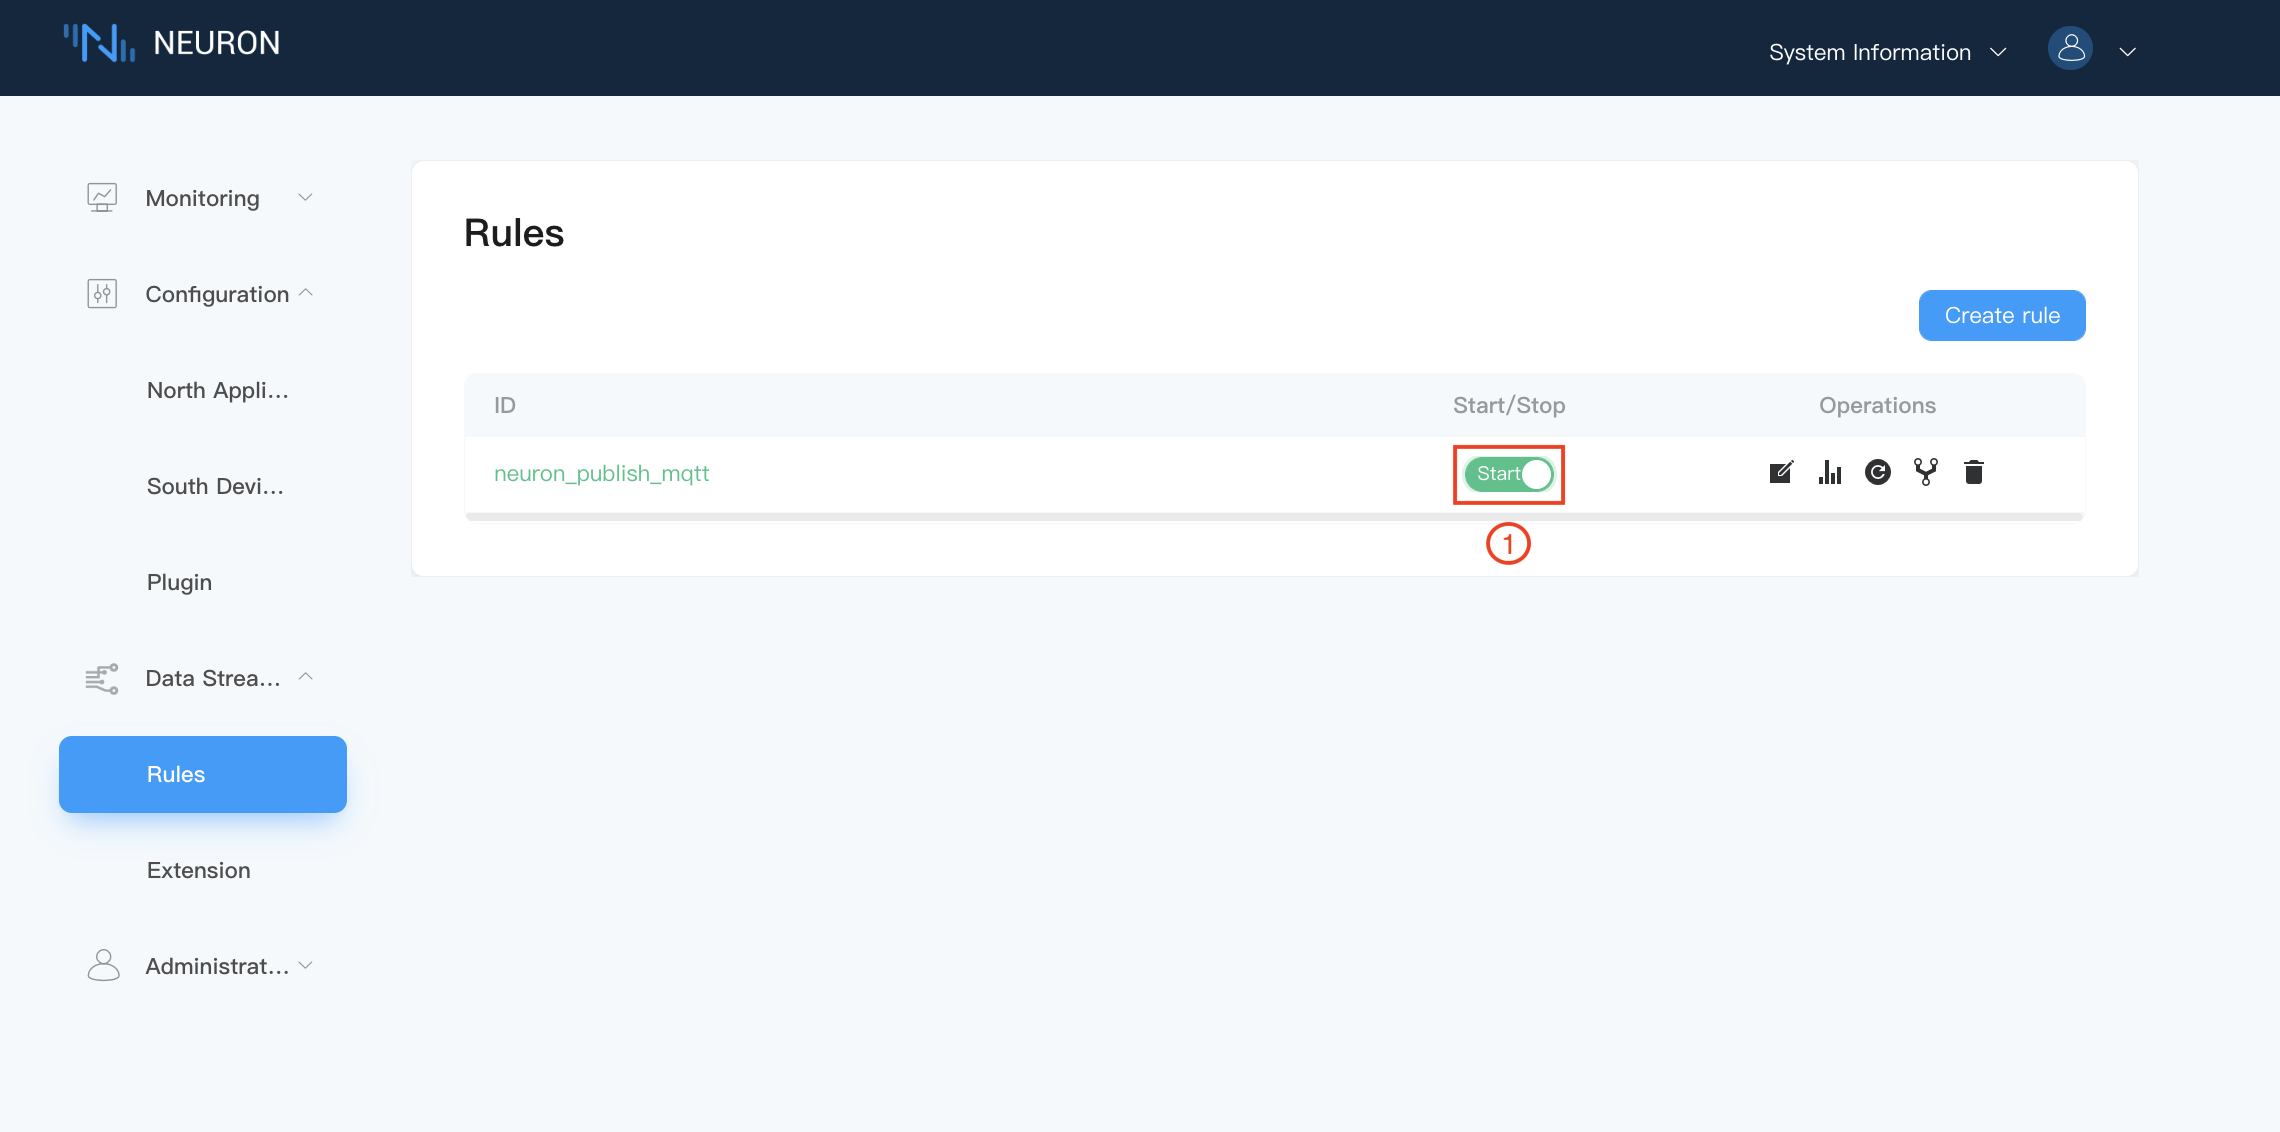 NEURON
System Information
Monitoring
Configuration
North Appli...
South Devi...
Plugin
Data Strea...
Rules
Extension
Administrat...
Rules
Create rule
ID Start/Stop Operations
neuron_publish_mqtt Start
1